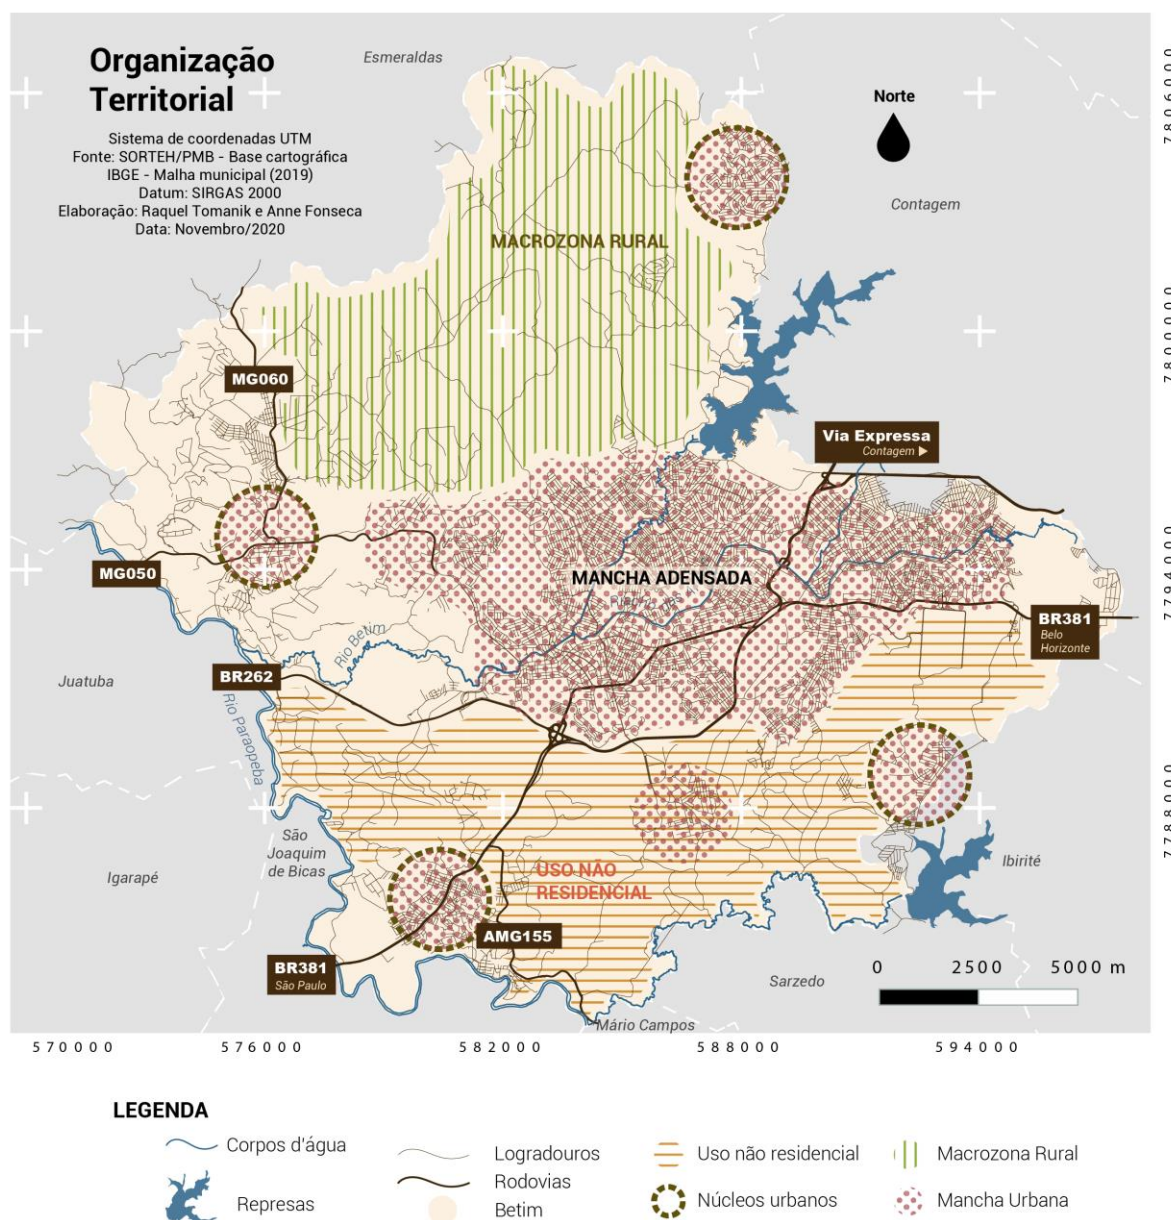 Organização
Territorial
Sistema de coordenadas UTM
Fonte: SORTEH/PMB - Base cartográfica
IBGE - Malha municipal (2019)
Datum: SIRGAS 2000
Elaboração: Raquel Tomanik e Anne Fonseca
Data: Novembro/2020
Esmeraldas
Norte
Contagem
7806000
MACROZONA RURAL
7800000
MG060
Via Expressa
Contagem ▶
MG050
MANCHA ADENSADA
7794000
BR381
Belo
Horizonte
Rio Betim
Juatuba
BR262
Rio Paraopeba
7788000
São
Joaquim
de Bicas
Igarapé
USO NÃO
RESIDENCIAL
Ibirité
AMG155
BR381
São Paulo
Sarzedo
0 2500 5000 m
Mário Campos
570000 576000 582000 588000 594000
LEGENDA
Corpos d'água
Represas
Logradouros
Rodovias
Betim
Uso não residencial
Núcleos urbanos
Macrozona Rural
Mancha Urbana